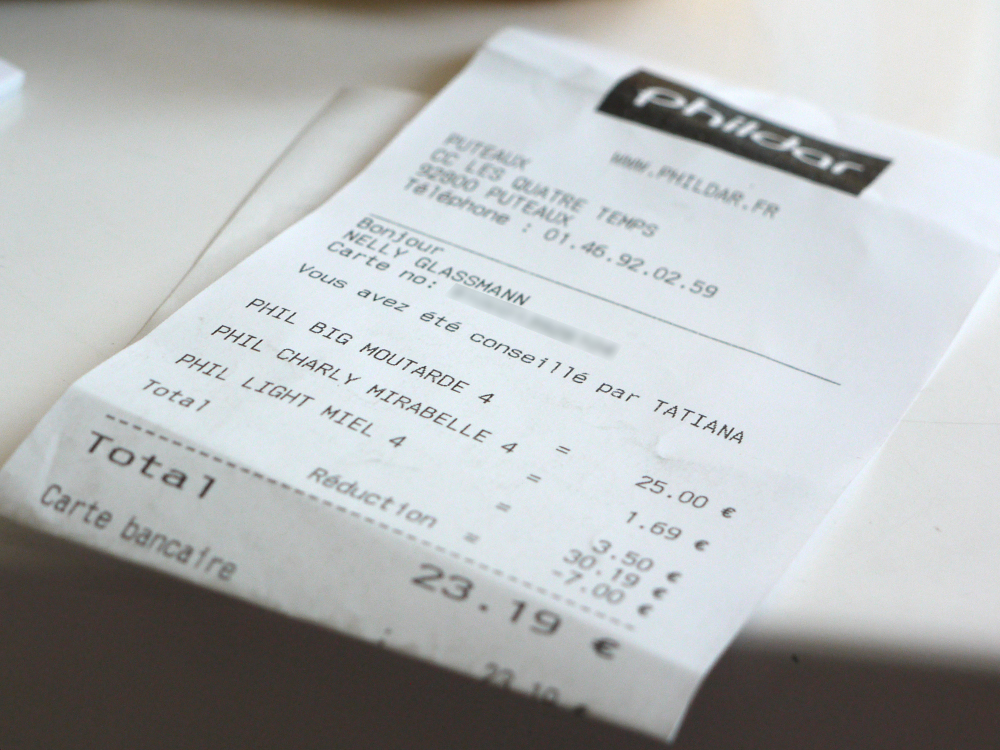 phildar
WWW.PHILDAR.FR
PUTEAUX
CC LES QUATRE TEMPS
92800 PUTEAUX
Téléphone : 01.46.92.02.59
Bonjour
NELLY GLASSMANN
Carte no:
Vous avez été conseillé par TATIANA
PHIL BIG MOUTARDE 4 = 25.00 €
PHIL CHARLY MIRABELLE 4 = 1.69 €
PHIL LIGHT MIEL 4 = 3.50 €
Total 30.19 €
Réduction = -7.00 €
Total 23.19 €
Carte bancaire